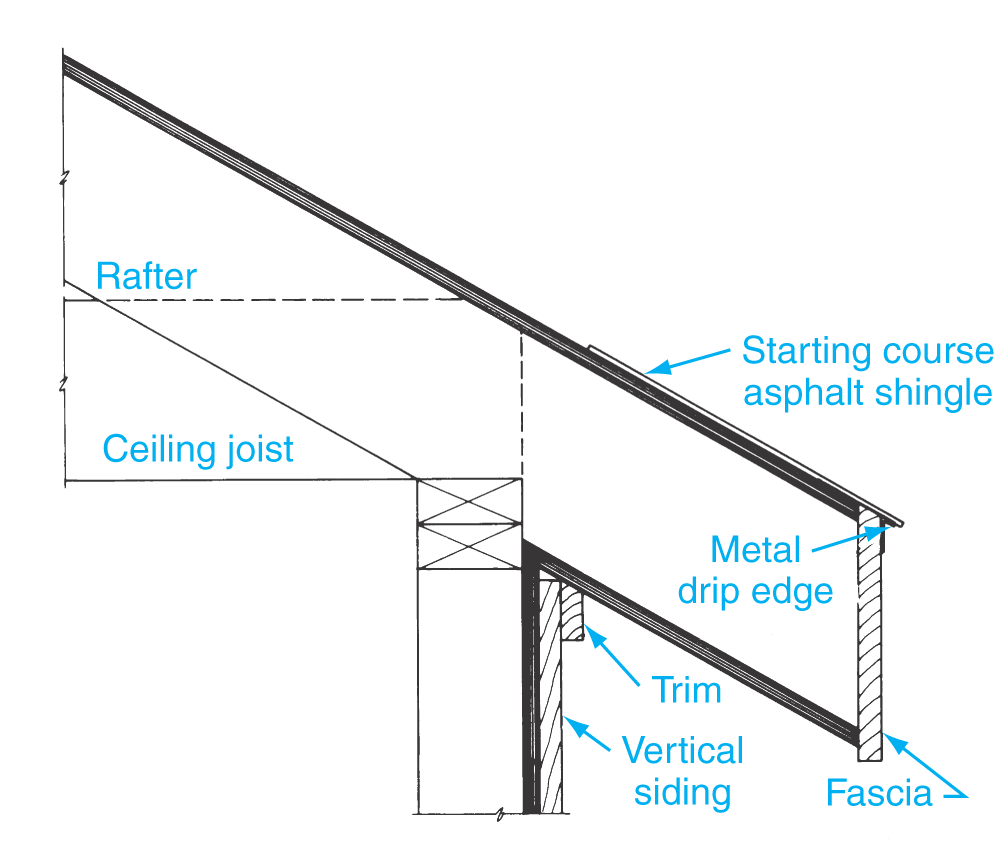 Rafter
Starting course
asphalt shingle
Ceiling joist
Metal
drip edge
Trim
Vertical
siding
Fascia